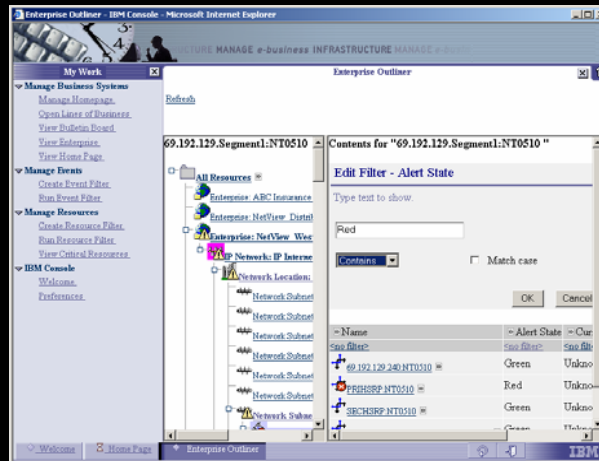 Enterprise Outliner - IBM Console - Microsoft Internet Explorer
UCTURE MANAGE e-business INFRASTRUCTURE MANAGE e-busin
My Work
Enterprise Outliner
Manage Business Systems
Manage Homepage
Open Lines of Business
View Bulletin Board
View Enterprise
View Home Page
Manage Events
Create Event Filter
Run Event Filter
Manage Resources
Create Resource Filter
Run Resource Filter
View Critical Resources
IBM Console
Welcome
Preferences
Refresh
69.192.129.Segment1:NT0510
All Resources
Enterprise: ABC Insurance
Enterprise: NetView Distri
Enterprise: NetView Wes
IP Network: IP Interne
Network Location:
Network Subnet
Network Subnet
Network Subnet
Network Subnet
Network Subnet
Network Subnet
Network Subne
Contents for "69.192.129.Segment1:NT0510 "
Edit Filter - Alert State
Type text to show.
Red
Contains
Match case
OK Cancel
Name Alert State Cur
<no filter> <no filter> <no filt
69.192.129.240:NT0510 Green Unkno
PRIHSRP:NT0510 Red Unkno
SECHSRP:NT0510 Green Unkno
Welcome Home Page Enterprise Outliner IBM